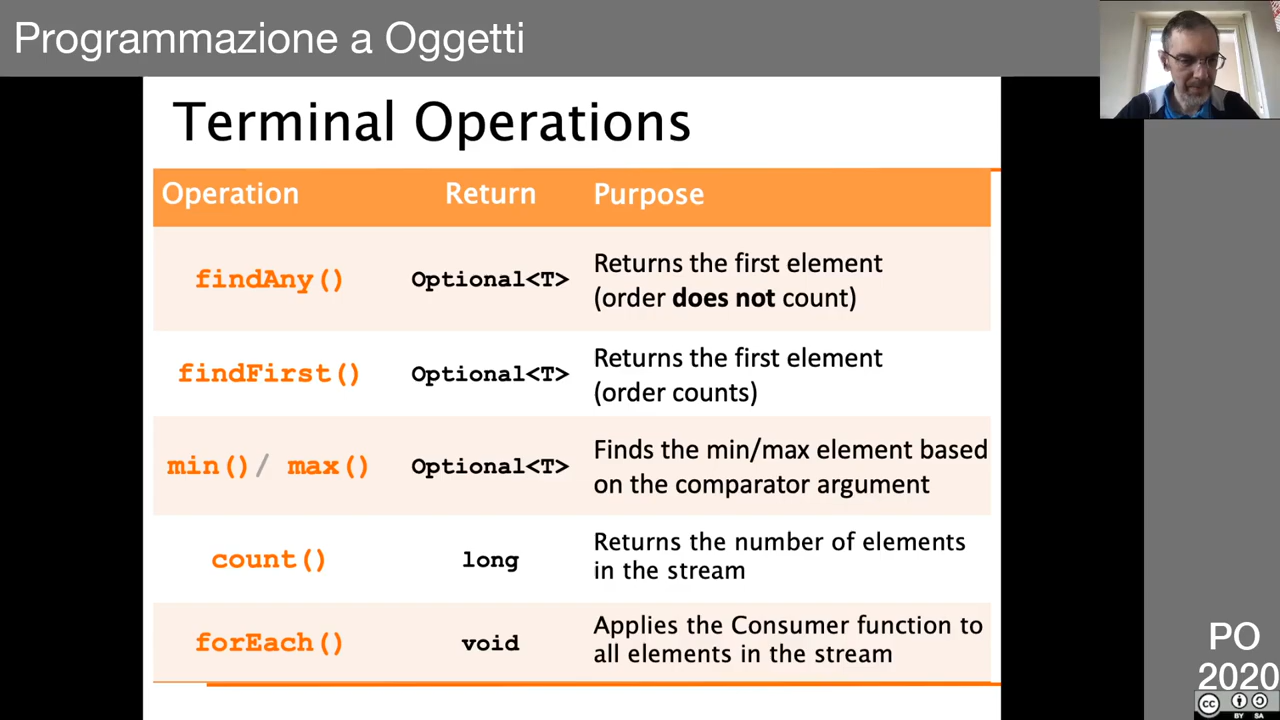 Programmazione a Oggetti
Terminal Operations
Operation Return Purpose
findAny() Optional<T> Returns the first element
(order does not count)
findFirst() Optional<T> Returns the first element
(order counts)
min()/ max() Optional<T> Finds the min/max element based
on the comparator argument
count() long Returns the number of elements
in the stream
forEach() void Applies the Consumer function to
all elements in the stream
PO
2020
cc
BY SA